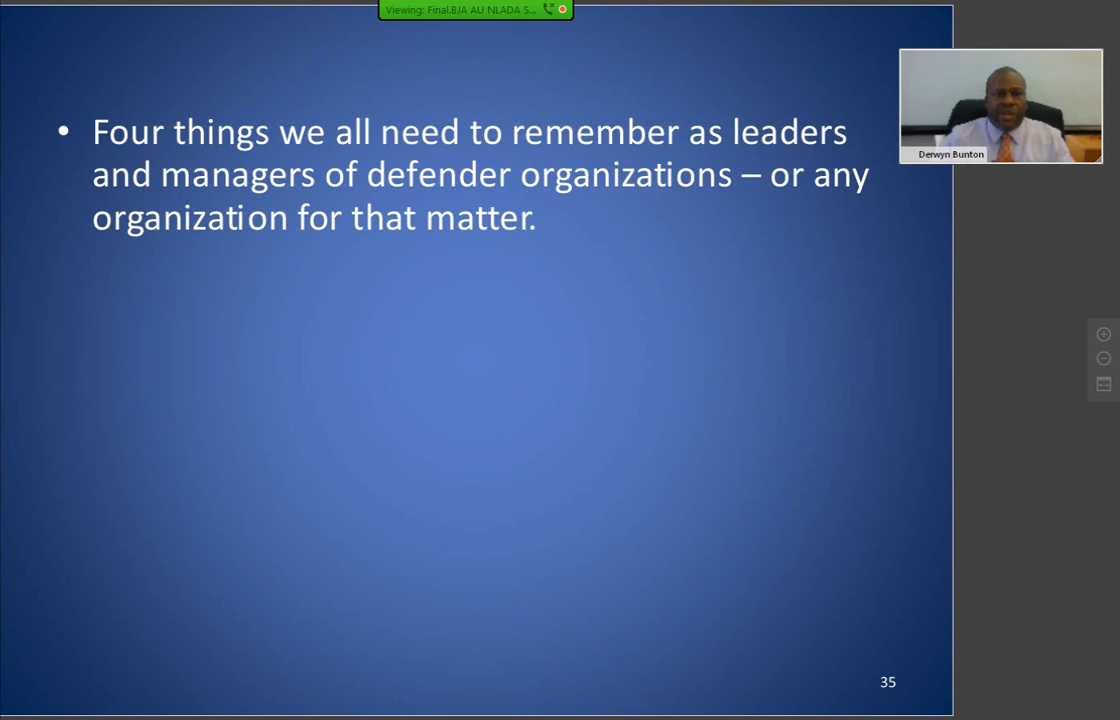 Viewing: Final.BJA AU NLADA S...
• Four things we all need to remember as leaders
and managers of defender organizations – or any
organization for that matter.
Derwyn Bunton
35